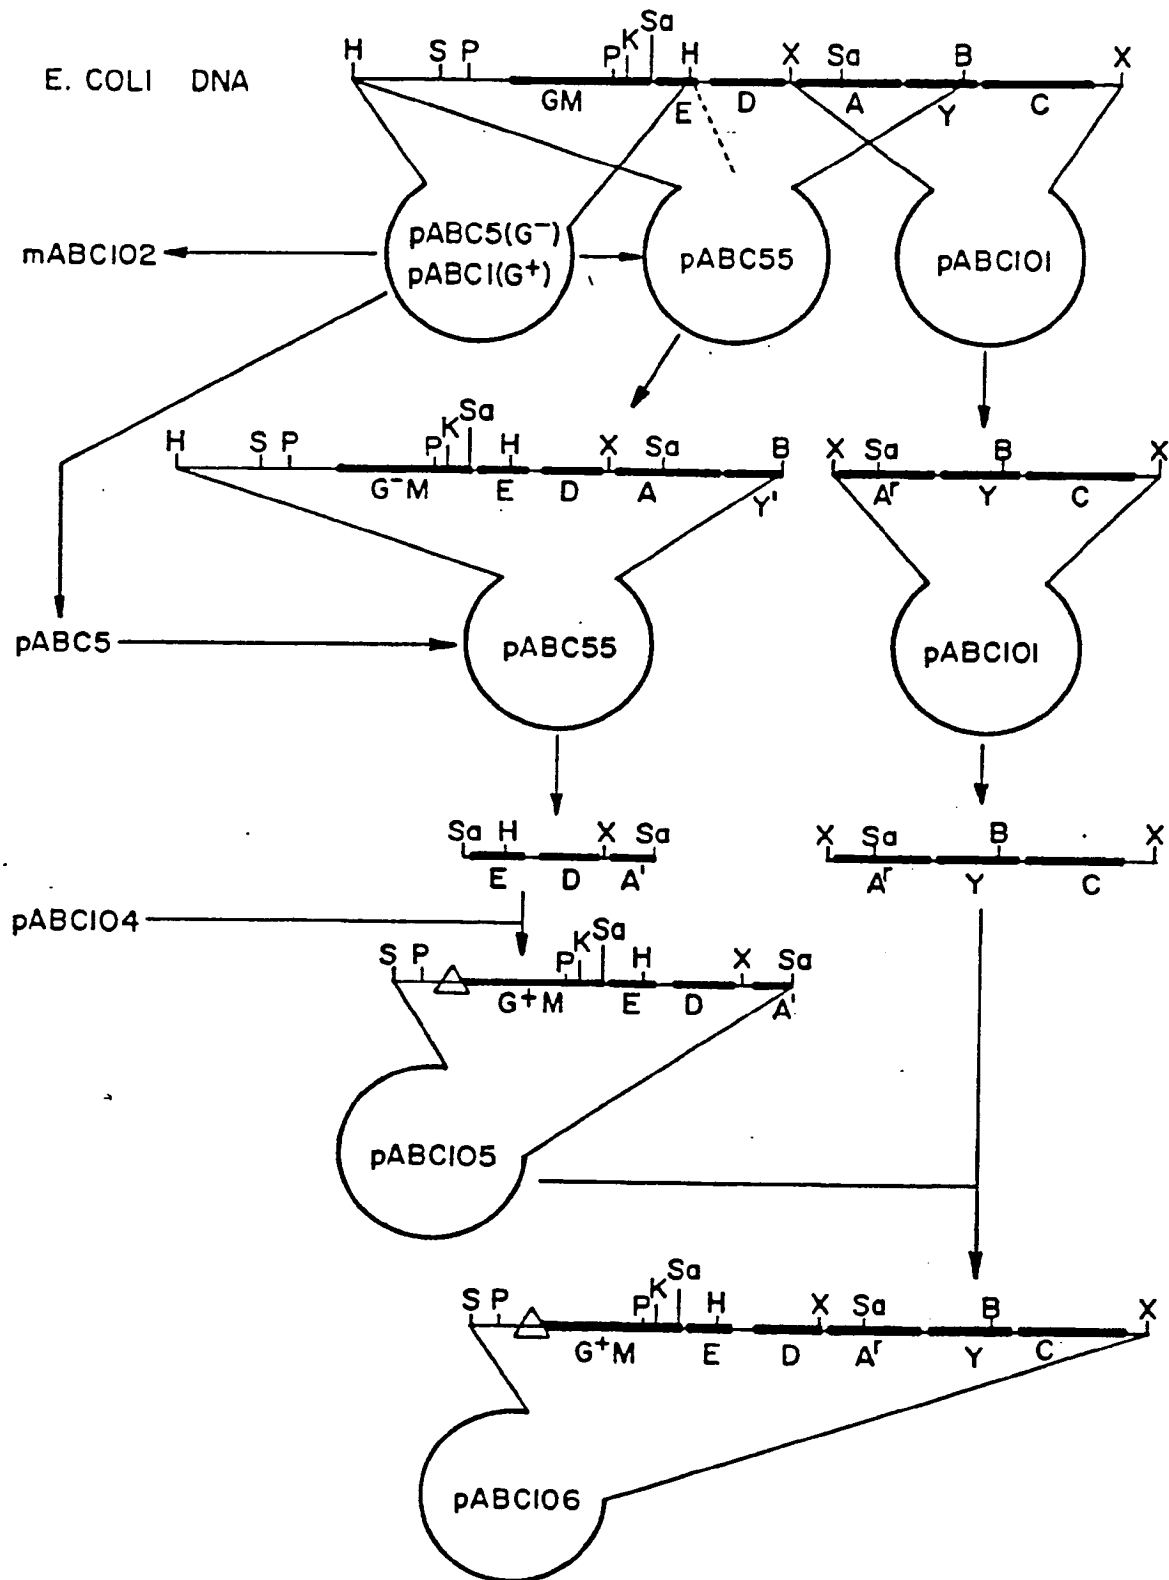 E. COLI DNA
H S P P K Sa H X Sa B X
GM E D A Y C
mABC102
pABC5(G⁻)
pABC1(G⁺)
pABC55
pABC101
H S P P K Sa H X Sa B
G⁻M E D A Y'
X Sa B X
Aʳ Y C
pABC5
pABC55
pABC101
Sa H X Sa
E D A'
X Sa B X
Aʳ Y C
pABC104
S P P K Sa H X Sa
G⁺M E D A'
pABC105
S P P K Sa H X Sa B X
G⁺M E D Aʳ Y C
pABC106